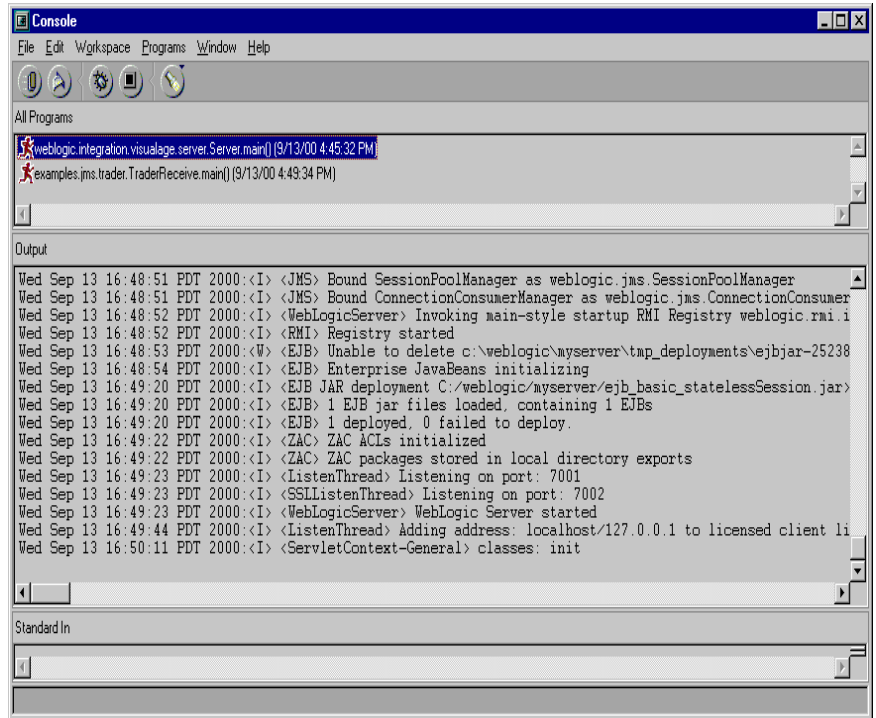 Console
File Edit Workspace Programs Window Help
All Programs
weblogic.integration.visualage.server.Server.main() (9/13/00 4:45:32 PM)
examples.jms.trader.TraderReceive.main() (9/13/00 4:49:34 PM)
Output
Wed Sep 13 16:48:51 PDT 2000:<I> <JMS> Bound SessionPoolManager as weblogic.jms.SessionPoolManager
Wed Sep 13 16:48:51 PDT 2000:<I> <JMS> Bound ConnectionConsumerManager as weblogic.jms.ConnectionConsumer
Wed Sep 13 16:48:52 PDT 2000:<I> <WebLogicServer> Invoking main-style startup RMI Registry weblogic.rmi.i
Wed Sep 13 16:48:52 PDT 2000:<I> <RMI> Registry started
Wed Sep 13 16:48:53 PDT 2000:<W> <EJB> Unable to delete c:\weblogic\myserver\tmp_deployments\ejbjar-25238
Wed Sep 13 16:48:54 PDT 2000:<I> <EJB> Enterprise JavaBeans initializing
Wed Sep 13 16:49:20 PDT 2000:<I> <EJB JAR deployment C:/weblogic/myserver/ejb_basic_statelessSession.jar>
Wed Sep 13 16:49:20 PDT 2000:<I> <EJB> 1 EJB jar files loaded, containing 1 EJBs
Wed Sep 13 16:49:20 PDT 2000:<I> <EJB> 1 deployed, 0 failed to deploy.
Wed Sep 13 16:49:22 PDT 2000:<I> <ZAC> ZAC ACLs initialized
Wed Sep 13 16:49:22 PDT 2000:<I> <ZAC> ZAC packages stored in local directory exports
Wed Sep 13 16:49:23 PDT 2000:<I> <ListenThread> Listening on port: 7001
Wed Sep 13 16:49:23 PDT 2000:<I> <SSLListenThread> Listening on port: 7002
Wed Sep 13 16:49:23 PDT 2000:<I> <WebLogicServer> WebLogic Server started
Wed Sep 13 16:49:44 PDT 2000:<I> <ListenThread> Adding address: localhost/127.0.0.1 to licensed client li
Wed Sep 13 16:50:11 PDT 2000:<I> <ServletContext-General> classes: init
Standard In